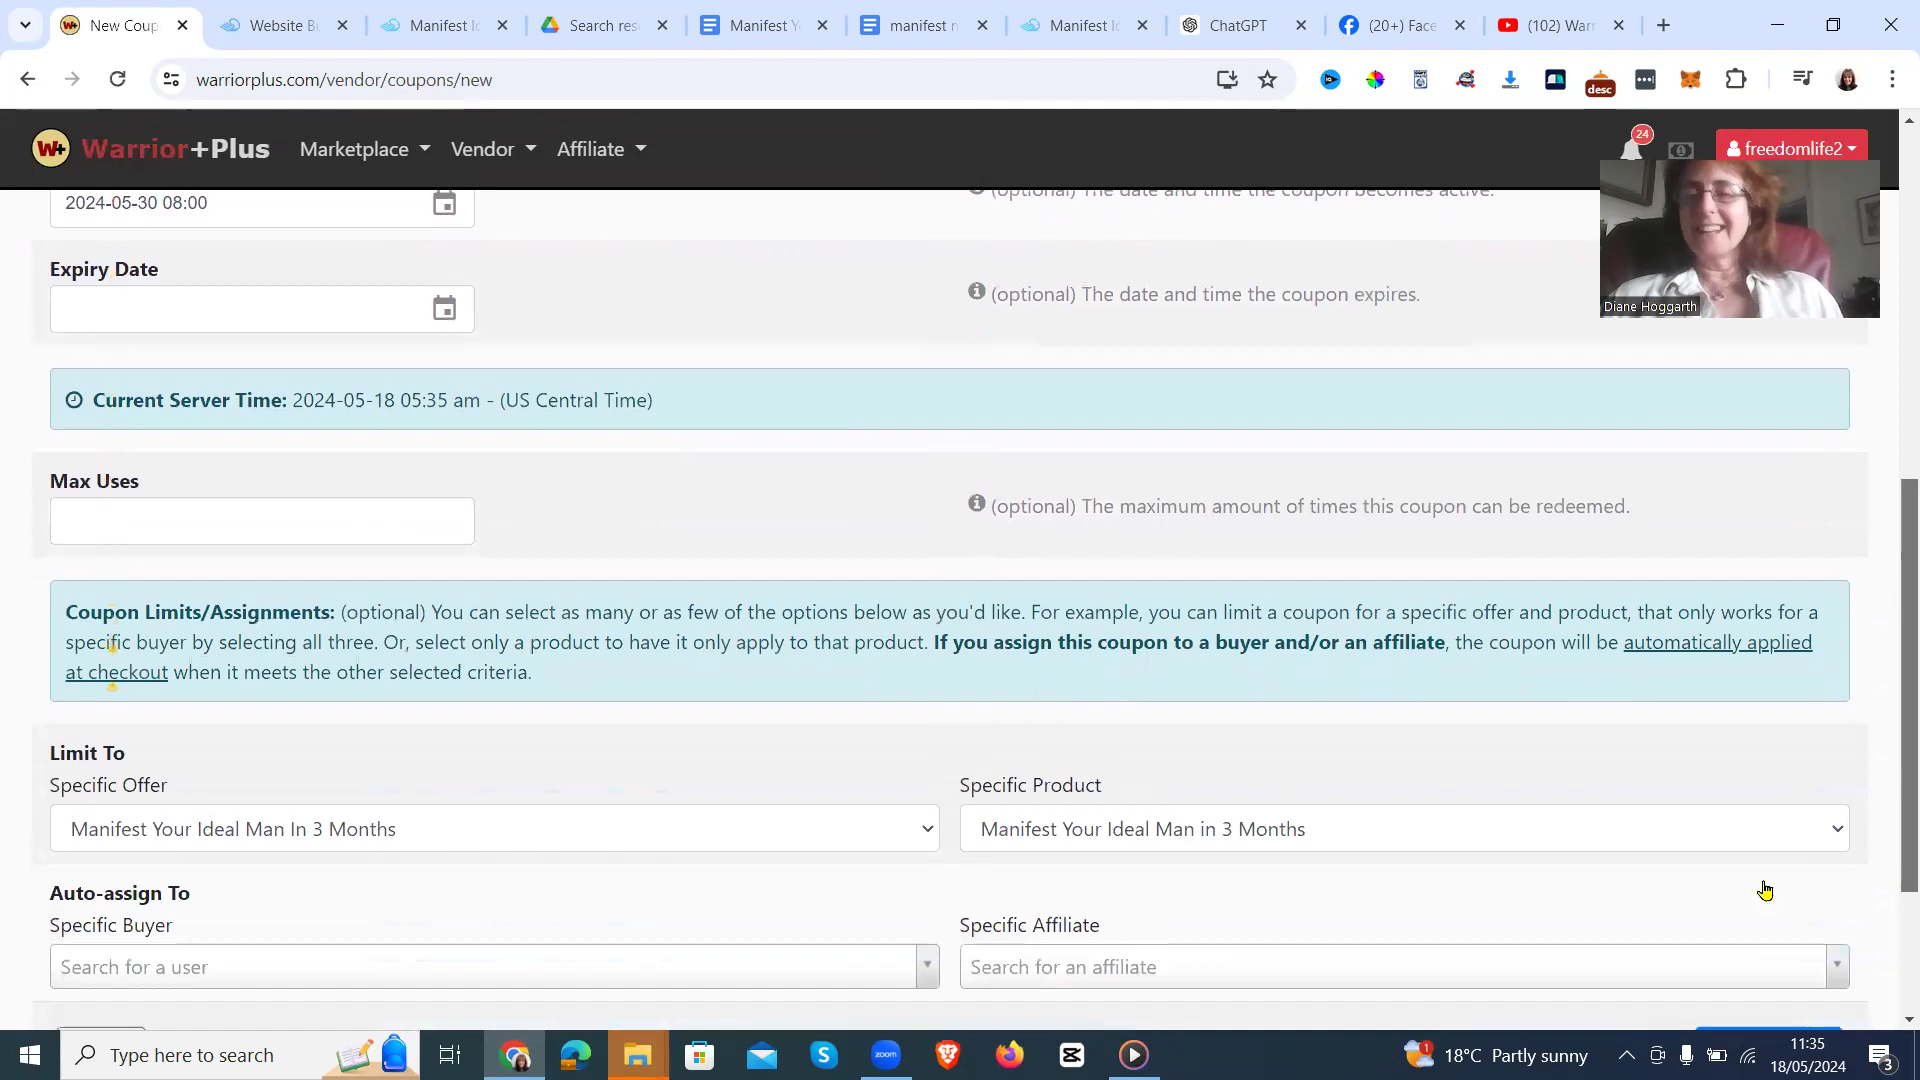 New Coup
Website Bu
Manifest Id
Search resu
Manifest Y
manifest n
Manifest Id
ChatGPT
(20+) Face
(102) Warr
warriorplus.com/vendor/coupons/new
desc
W+ Warrior+Plus
Marketplace
Vendor
Affiliate
24
freedomlife2
2024-05-30 08:00
(optional) The date and time the coupon becomes active.
Diane Hoggarth
Expiry Date
(optional) The date and time the coupon expires.
Current Server Time: 2024-05-18 05:35 am - (US Central Time)
Max Uses
(optional) The maximum amount of times this coupon can be redeemed.
Coupon Limits/Assignments: (optional) You can select as many or as few of the options below as you'd like. For example, you can limit a coupon for a specific offer and product, that only works for a
specific buyer by selecting all three. Or, select only a product to have it only apply to that product. If you assign this coupon to a buyer and/or an affiliate, the coupon will be automatically applied
at checkout when it meets the other selected criteria.
Limit To
Specific Offer
Specific Product
Manifest Your Ideal Man In 3 Months
Manifest Your Ideal Man in 3 Months
Auto-assign To
Specific Buyer
Specific Affiliate
Search for a user
Search for an affiliate
Type here to search
zoom
1
18°C Partly sunny
11:35
18/05/2024
3